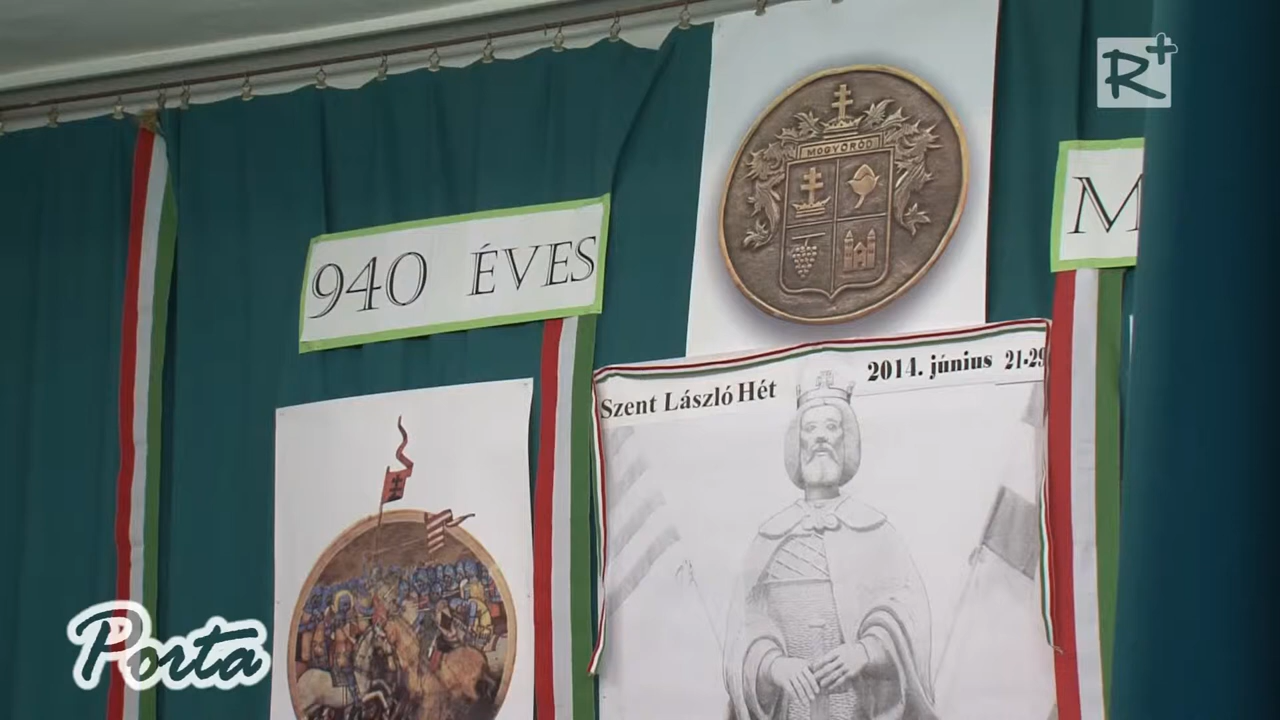 R+
MOGYORÓD
940 ÉVES
M
Szent László Hét
2014. június 21-29
Porta